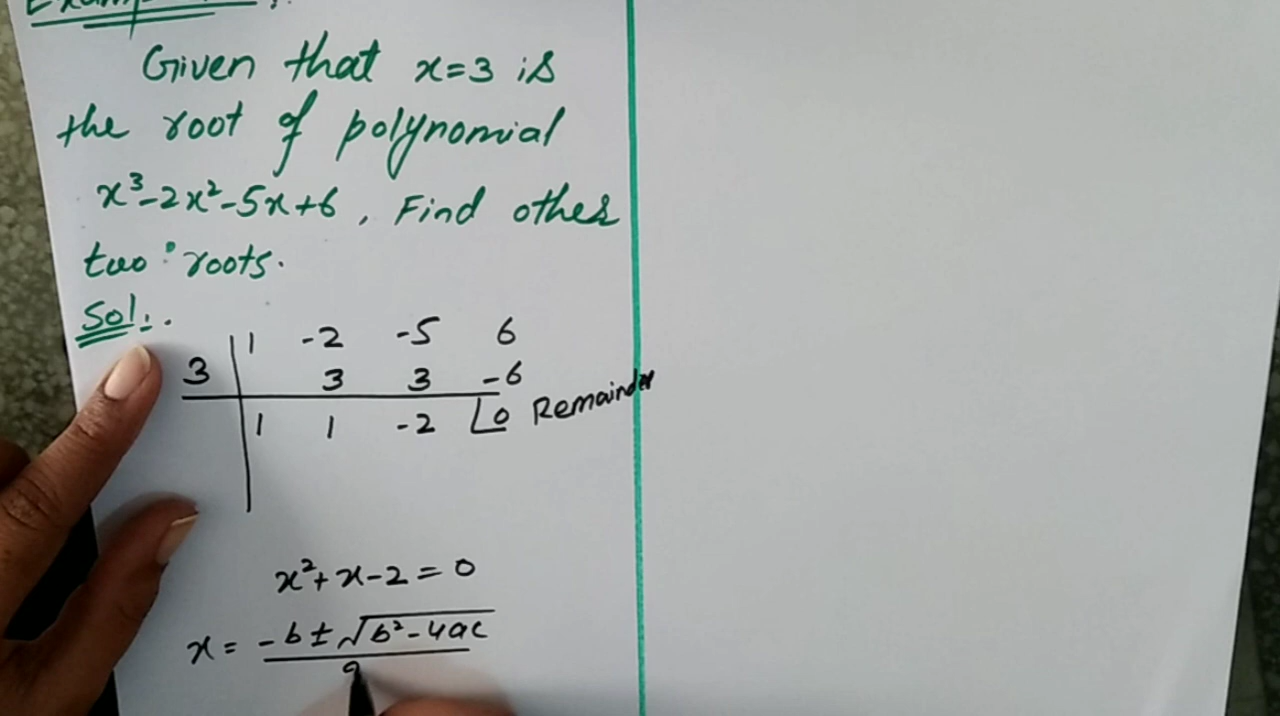 Given that x=3 is
the root of polynomial
x³-2x²-5x+6, Find other
two roots.
Sol:.
1 -2 -5 6
3 3 3 -6
1 1 -2 0 Remainder
x²+x-2=0
x = -b±√b²-4ac